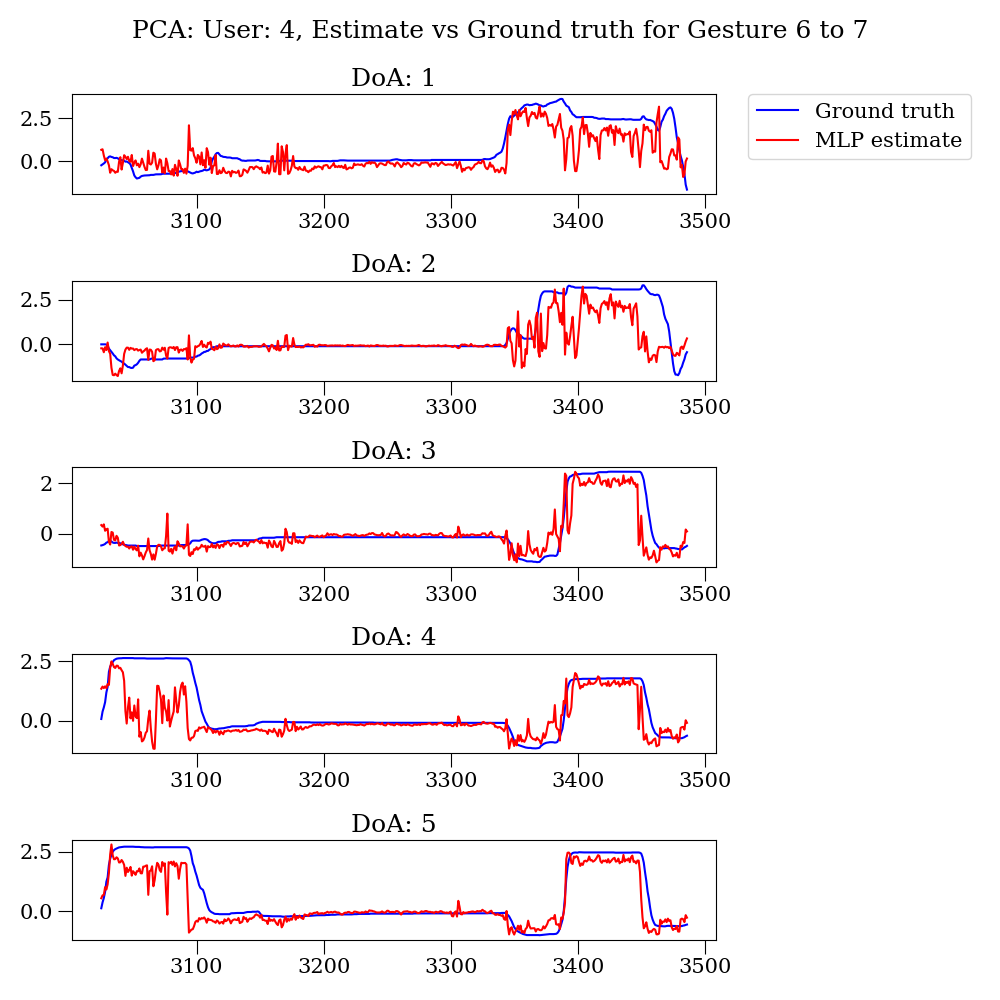 PCA: User: 4, Estimate vs Ground truth for Gesture 6 to 7
DoA: 1
Ground truth
MLP estimate
2.5
0.0
3100 3200 3300 3400 3500
DoA: 2
2.5
0.0
3100 3200 3300 3400 3500
DoA: 3
2
0
3100 3200 3300 3400 3500
DoA: 4
2.5
0.0
3100 3200 3300 3400 3500
DoA: 5
2.5
0.0
3100 3200 3300 3400 3500